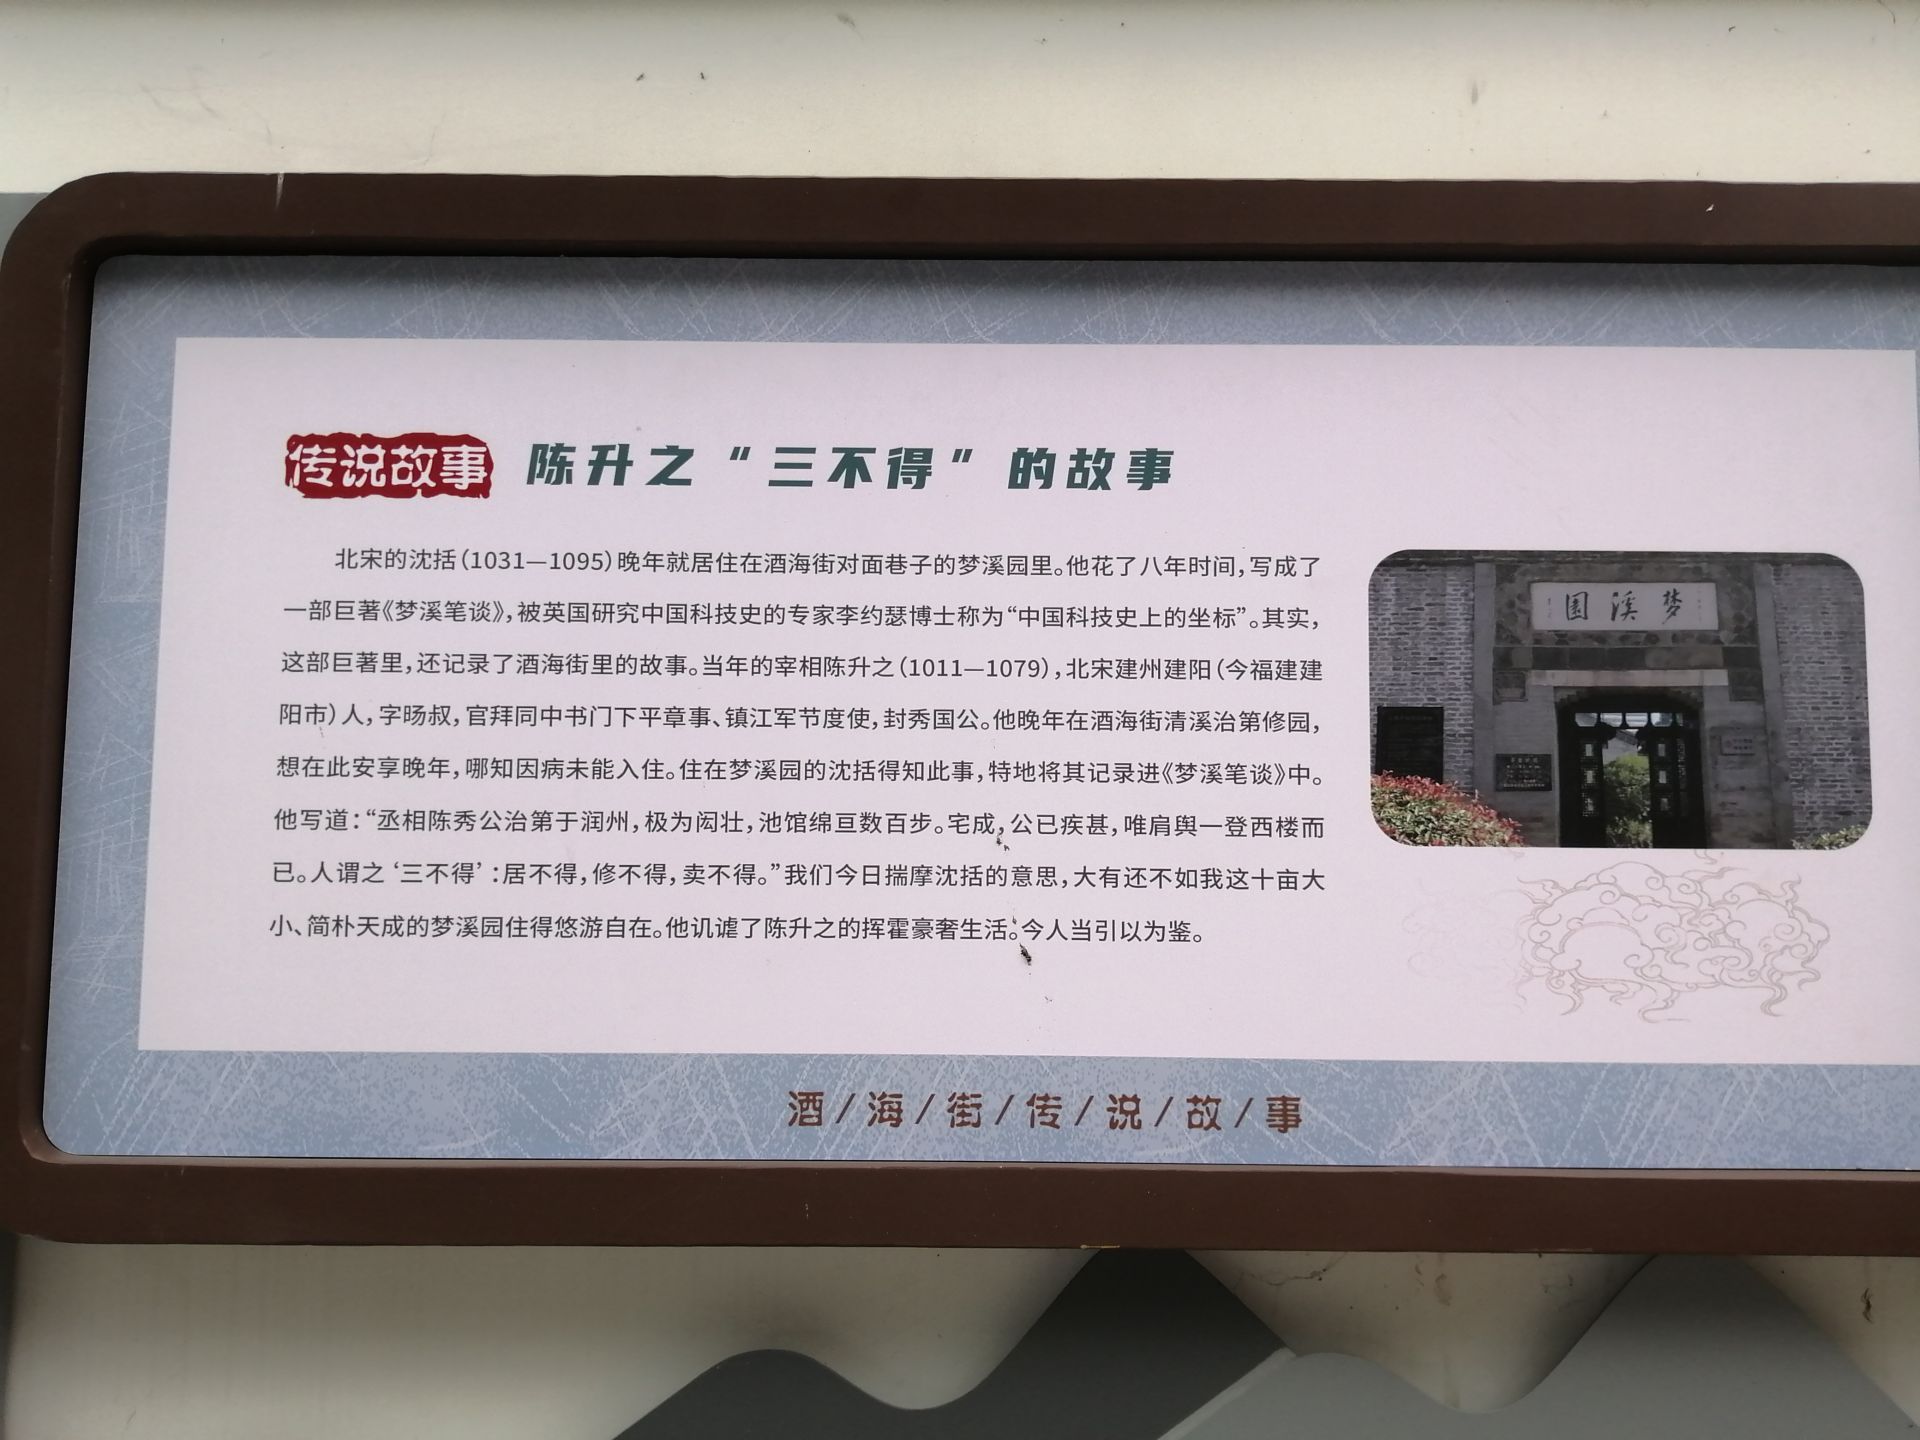 传说故事 陈升之“三不得”的故事
北宋的沈括(1031—1095)晚年就居住在酒海街对面巷子的梦溪园里。他花了八年时间,写成了
一部巨著《梦溪笔谈》,被英国研究中国科技史的专家李约瑟博士称为“中国科技史上的坐标”。其实,
这部巨著里,还记录了酒海街里的故事。当年的宰相陈升之(1011—1079),北宋建州建阳(今福建建
阳市)人,字旸叔,官拜同中书门下平章事、镇江军节度使,封秀国公。他晚年在酒海街清溪治第修园,
想在此安享晚年,哪知因病未能入住。住在梦溪园的沈括得知此事,特地将其记录进《梦溪笔谈》中。
他写道:“丞相陈秀公治第于润州,极为闳壮,池馆绵亘数百步。宅成,公已疾甚,唯肩舆一登西楼而
已。人谓之‘三不得’:居不得,修不得,卖不得。”我们今日揣摩沈括的意思,大有还不如我这十亩大
小、简朴天成的梦溪园住得悠游自在。他讥谑了陈升之的挥霍豪奢生活。今人当引以为鉴。
園溪梦
酒/海/街/传/说/故/事